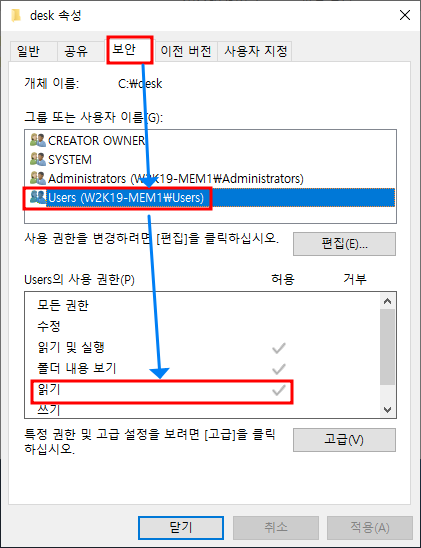 desk 속성
일반 공유 보안 이전 버전 사용자 지정
개체 이름: C:₩desk
그룹 또는 사용자 이름(G):
CREATOR OWNER
SYSTEM
Administrators (W2K19-MEM1₩Administrators)
Users (W2K19-MEM1₩Users)
사용 권한을 변경하려면 [편집]을 클릭하십시오. 편집(E)...
Users의 사용 권한(P) 허용 거부
모든 권한
수정
읽기 및 실행
폴더 내용 보기
읽기
쓰기
특정 권한 및 고급 설정을 보려면 [고급]을 클릭 고급(V)
하십시오.
닫기 취소 적용(A)